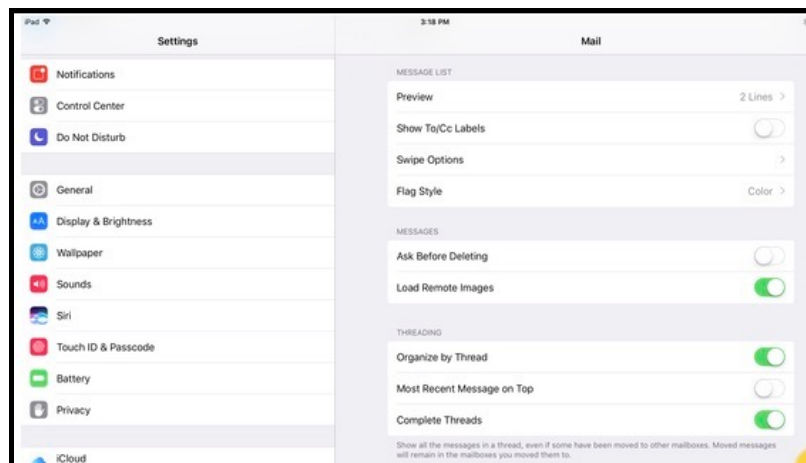 iPad
3:18 PM
Settings
Mail
Notifications
Control Center
Do Not Disturb
General
Display & Brightness
Wallpaper
Sounds
Siri
Touch ID & Passcode
Battery
Privacy
iCloud
MESSAGE LIST
Preview 2 Lines >
Show To/Cc Labels
Swipe Options >
Flag Style Color >
MESSAGES
Ask Before Deleting
Load Remote Images
THREADING
Organize by Thread
Most Recent Message on Top
Complete Threads
Show all the messages in a thread, even if some have been moved to other mailboxes. Moved messages
will remain in the mailboxes you moved them to.